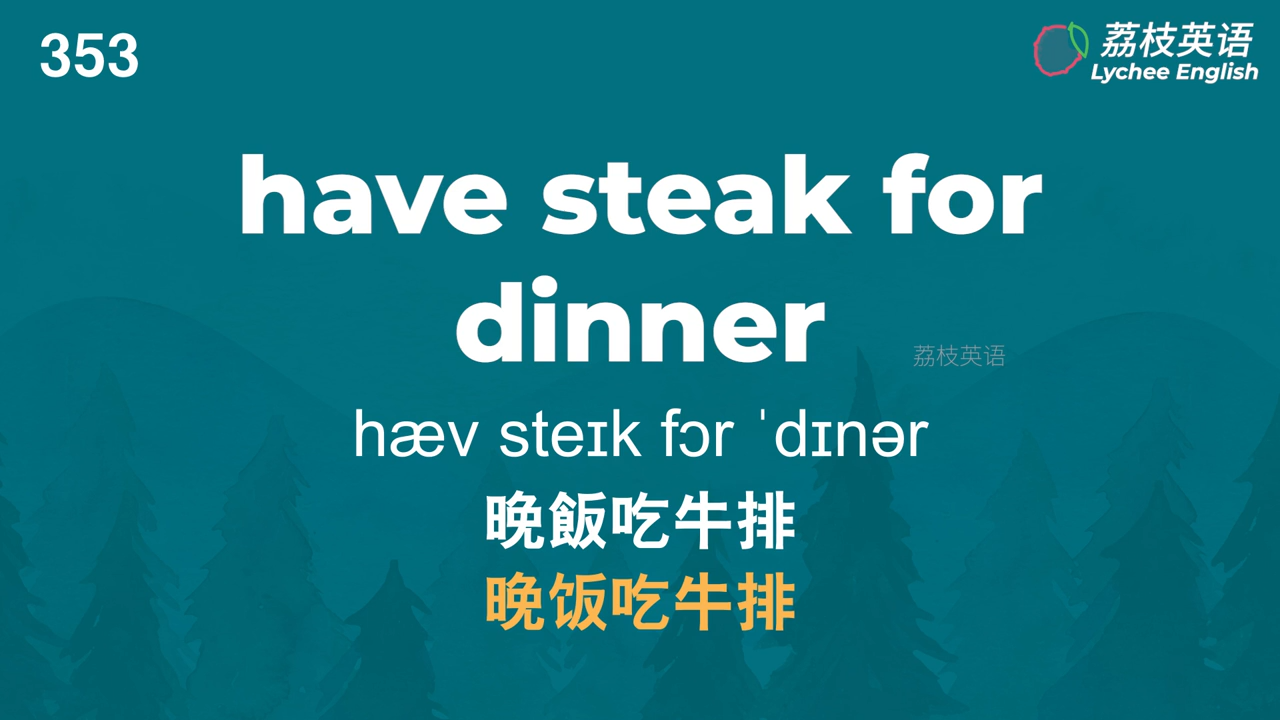 353
荔枝英语
Lychee English
have steak for
dinner
荔枝英语
hæv steɪk fɔr ˈdɪnər
晚飯吃牛排
晚饭吃牛排